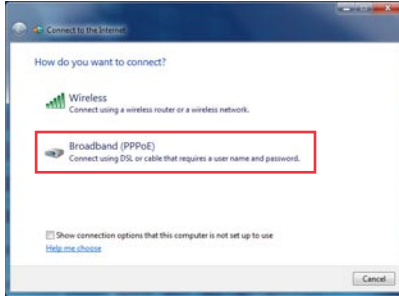 Connect to the Internet
How do you want to connect?
Wireless
Connect using a wireless router or a wireless network.
Broadband (PPPoE)
Connect using DSL or cable that requires a user name and password.
Show connection options that this computer is not set up to use
Help me choose
Cancel